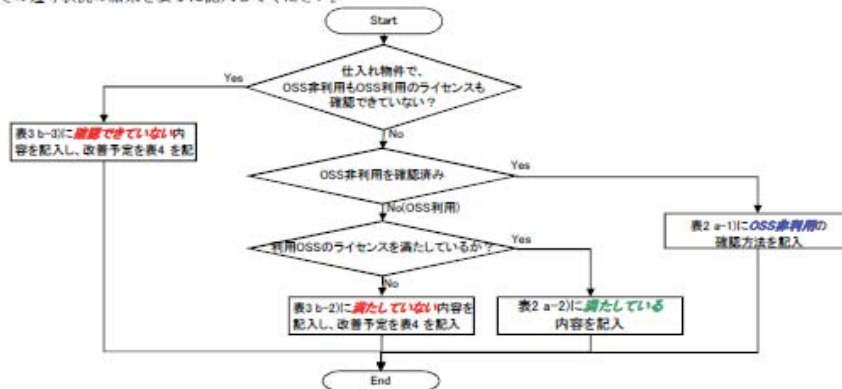 Start
仕入れ物件で、
OSS非利用もOSS利用のライセンスも
確認できていない?
Yes
表3 b-3)に確認できていない内
容を記入し、改善予定を表4 を記
No
OSS非利用を確認済み
Yes
No(OSS利用)
表2 a-1)にOSS非利用の
確認方法を記入
利用OSSのライセンスを満たしているか?
Yes
No
表3 b-2)に満たしていない内容を
記入し、改善予定を表4 を記入
表2 a-2)に満たしている
内容を記入
End